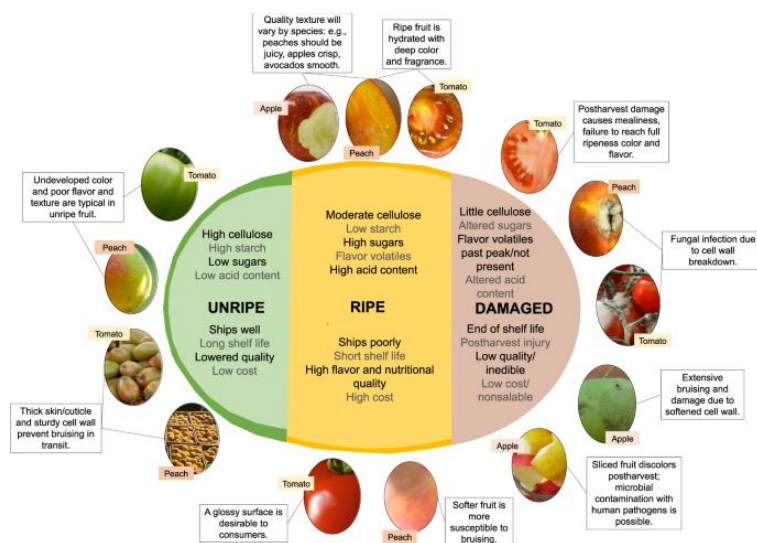 Quality texture will
vary by species: e.g.,
peaches should be
juicy, apples crisp,
avocados smooth.
Ripe fruit is
hydrated with
deep color
and fragrance.
Apple
Peach
Tomato
Tomato
Postharvest damage
causes mealiness,
failure to reach full
ripeness color and
flavor.
Undeveloped color
and poor flavor and
texture are typical in
unripe fruit.
Tomato
Peach
Peach
Fungal infection due
to cell wall
breakdown.
Tomato
High cellulose
High starch
Low sugars
Low acid content
UNRIPE
Ships well
Long shelf life
Lowered quality
Low cost
Moderate cellulose
Low starch
High sugars
Flavor volatiles
High acid content
RIPE
Ships poorly
Short shelf life
High flavor and nutritional
quality
High cost
Little cellulose
Altered sugars
Flavor volatiles
past peak/not
present
Altered acid
content
DAMAGED
End of shelf life
Postharvest injury
Low quality/
inedible
Low cost/
nonsalable
Tomato
Thick skin/cuticle
and sturdy cell wall
prevent bruising in
transit.
Peach
Extensive
bruising and
damage due to
softened cell wall.
Apple
Apple
Sliced fruit discolors
postharvest;
microbial
contamination with
human pathogens is
possible.
Tomato
A glossy surface is
desirable to
consumers.
Peach
Softer fruit is
more
susceptible to
bruising.